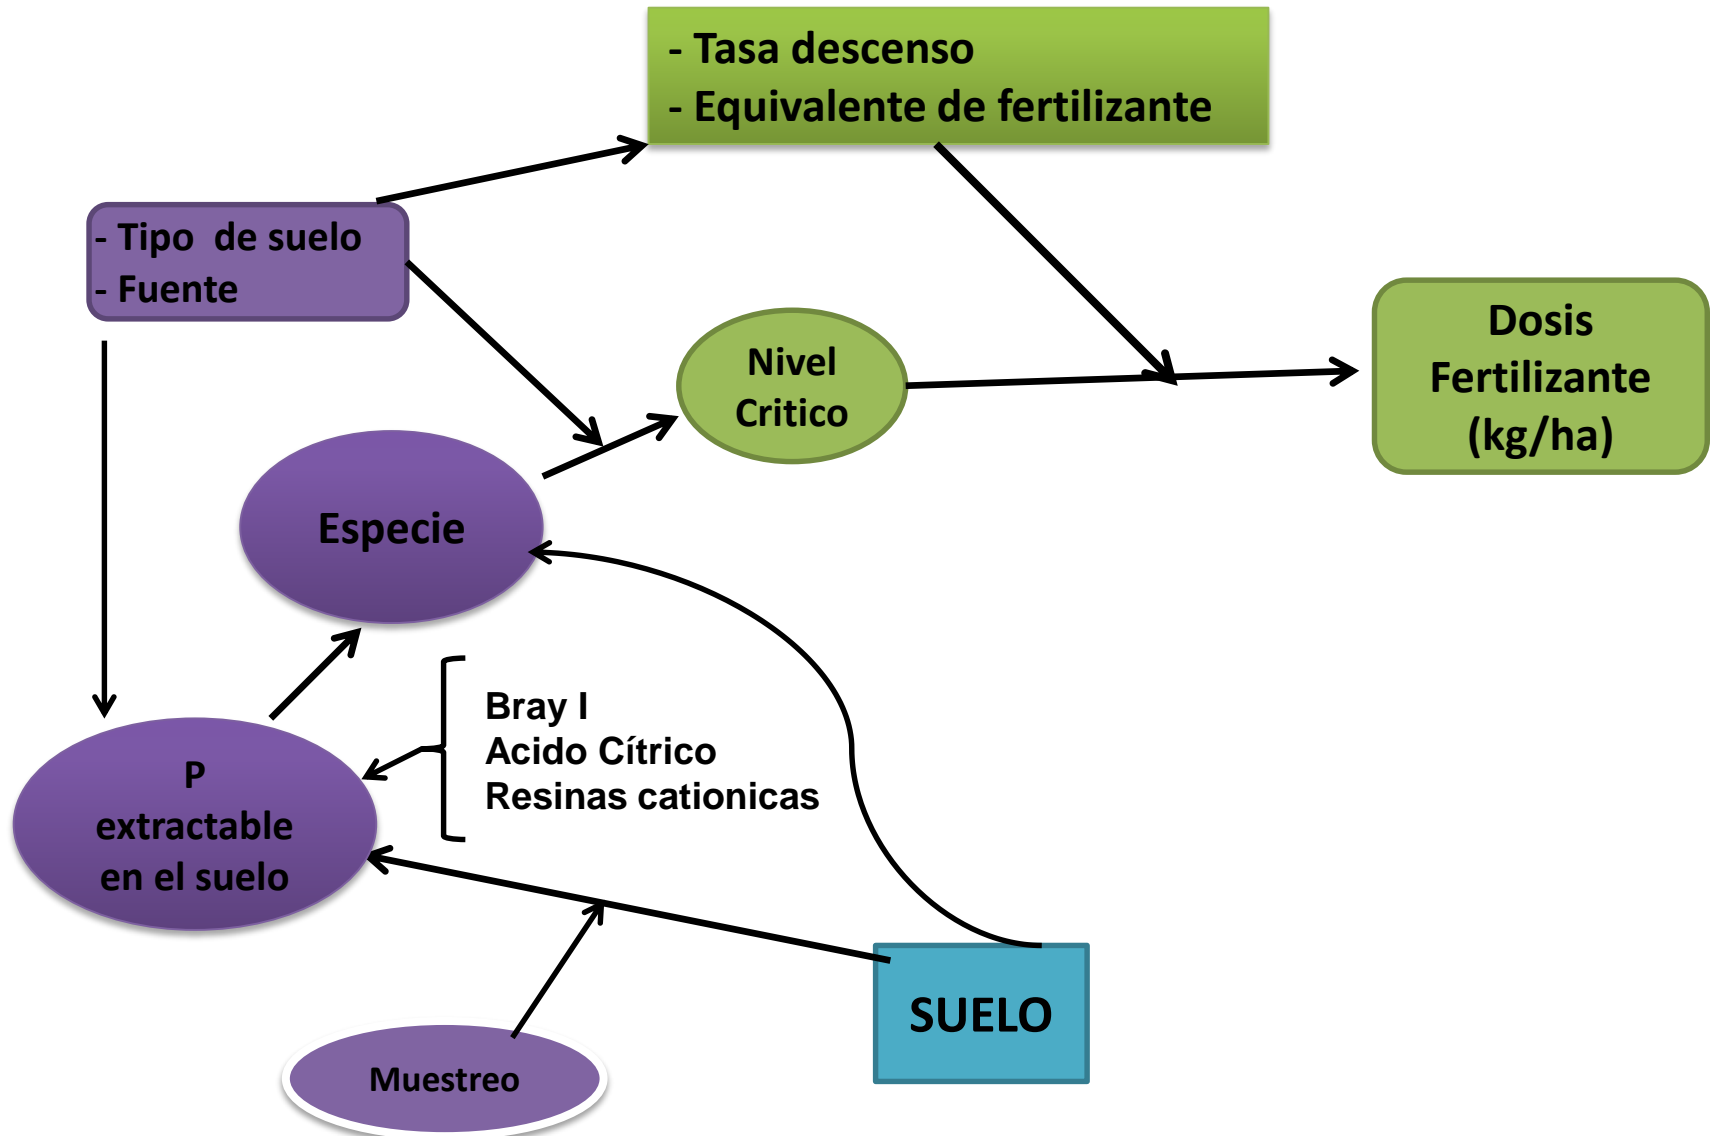 - Tasa descenso
- Equivalente de fertilizante
- Tipo de suelo
- Fuente
Nivel
Critico
Dosis
Fertilizante
(kg/ha)
Especie
Bray I
Acido Cítrico
Resinas cationicas
P
extractable
en el suelo
SUELO
Muestreo